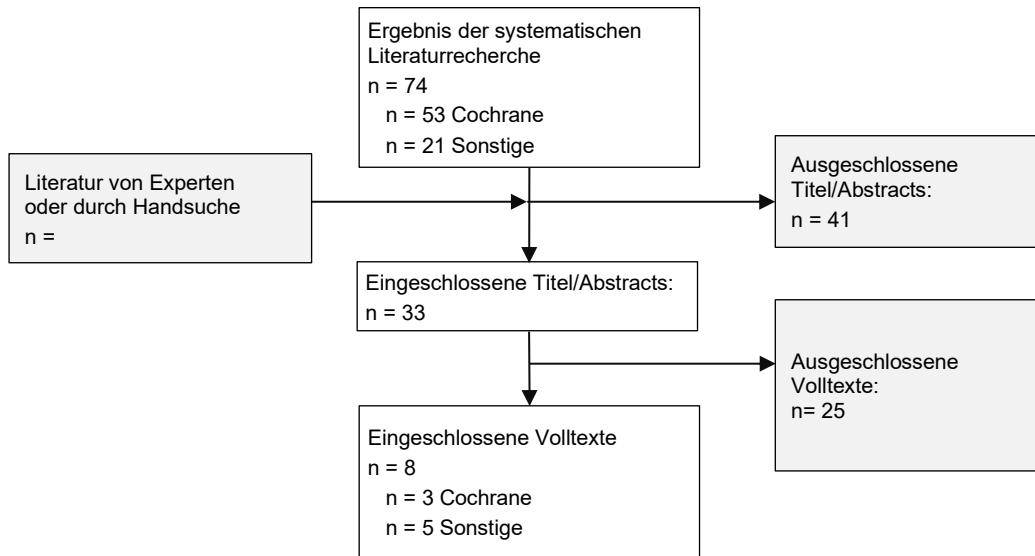 Ergebnis der systematischen
Literaturrecherche
n = 74
n = 53 Cochrane
n = 21 Sonstige
Literatur von Experten
oder durch Handsuche
n =
Ausgeschlossene
Titel/Abstracts:
n = 41
Eingeschlossene Titel/Abstracts:
n = 33
Ausgeschlossene
Volltexte:
n= 25
Eingeschlossene Volltexte
n = 8
n = 3 Cochrane
n = 5 Sonstige